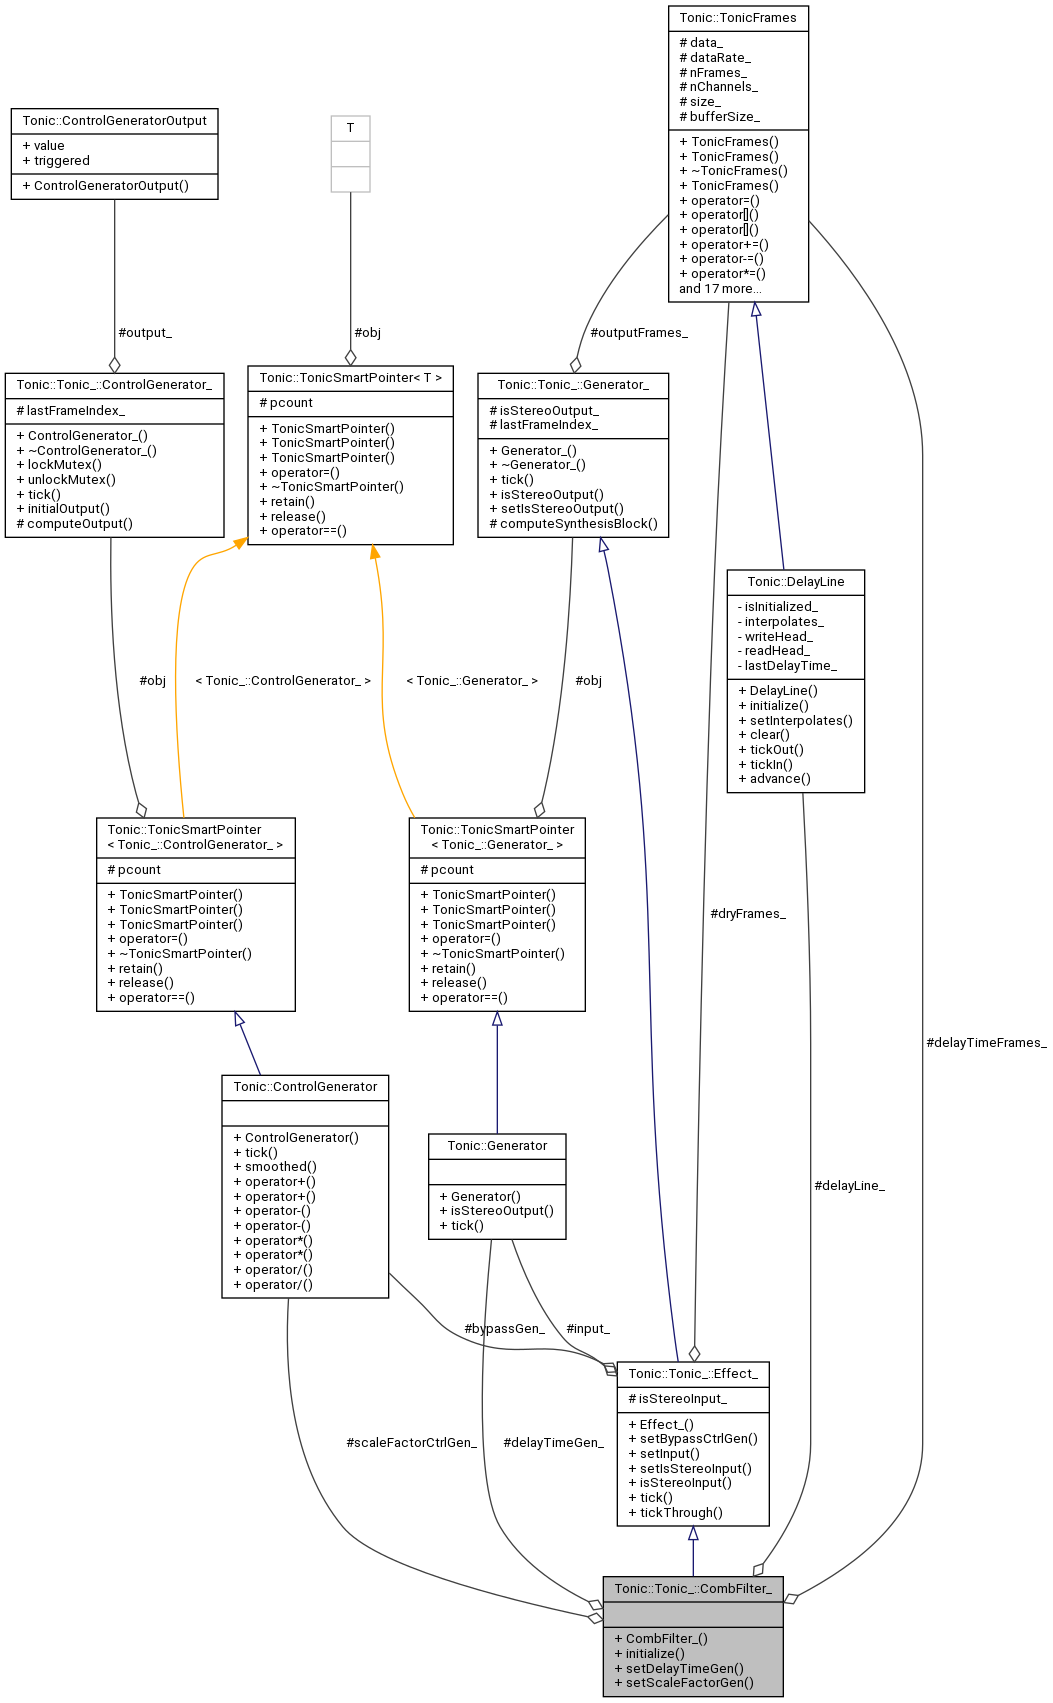 Tonic::TonicFrames
# data_
# dataRate_
# nFrames_
# nChannels_
# size_
# bufferSize_
+ TonicFrames()
+ TonicFrames()
+ ~TonicFrames()
+ TonicFrames()
+ operator=()
+ operator[]()
+ operator[]()
+ operator+=()
+ operator-=()
+ operator*=()
and 17 more...
Tonic::ControlGeneratorOutput
+ value
+ triggered
+ ControlGeneratorOutput()
T
#output_
#obj
#outputFrames_
Tonic::Tonic_::ControlGenerator_
# lastFrameIndex_
+ ControlGenerator_()
+ ~ControlGenerator_()
+ lockMutex()
+ unlockMutex()
+ tick()
+ initialOutput()
# computeOutput()
Tonic::TonicSmartPointer< T >
# pcount
+ TonicSmartPointer()
+ TonicSmartPointer()
+ TonicSmartPointer()
+ operator=()
+ ~TonicSmartPointer()
+ retain()
+ release()
+ operator==()
Tonic::Tonic_::Generator_
# isStereoOutput_
# lastFrameIndex_
+ Generator_()
+ ~Generator_()
+ tick()
+ isStereoOutput()
+ setIsStereoOutput()
# computeSynthesisBlock()
Tonic::DelayLine
- isInitialized_
- interpolates_
- writeHead_
- readHead_
- lastDelayTime_
+ DelayLine()
+ initialize()
+ setInterpolates()
+ clear()
+ tickOut()
+ tickIn()
+ advance()
#obj
< Tonic_::ControlGenerator_ >
< Tonic_::Generator_ >
#obj
Tonic::TonicSmartPointer
< Tonic_::ControlGenerator_ >
# pcount
+ TonicSmartPointer()
+ TonicSmartPointer()
+ TonicSmartPointer()
+ operator=()
+ ~TonicSmartPointer()
+ retain()
+ release()
+ operator==()
Tonic::TonicSmartPointer
< Tonic_::Generator_ >
# pcount
+ TonicSmartPointer()
+ TonicSmartPointer()
+ TonicSmartPointer()
+ operator=()
+ ~TonicSmartPointer()
+ retain()
+ release()
+ operator==()
#dryFrames_
#delayTimeFrames_
Tonic::ControlGenerator
+ ControlGenerator()
+ tick()
+ smoothed()
+ operator+()
+ operator+()
+ operator-()
+ operator-()
+ operator*()
+ operator*()
+ operator/()
+ operator/()
Tonic::Generator
+ Generator()
+ isStereoOutput()
+ tick()
#delayLine_
#bypassGen_
#input_
Tonic::Tonic_::Effect_
# isStereoInput_
+ Effect_()
+ setBypassCtrlGen()
+ setInput()
+ setIsStereoInput()
+ isStereoInput()
+ tick()
+ tickThrough()
#scaleFactorCtrlGen_
#delayTimeGen_
Tonic::Tonic_::CombFilter_
+ CombFilter_()
+ initialize()
+ setDelayTimeGen()
+ setScaleFactorGen()